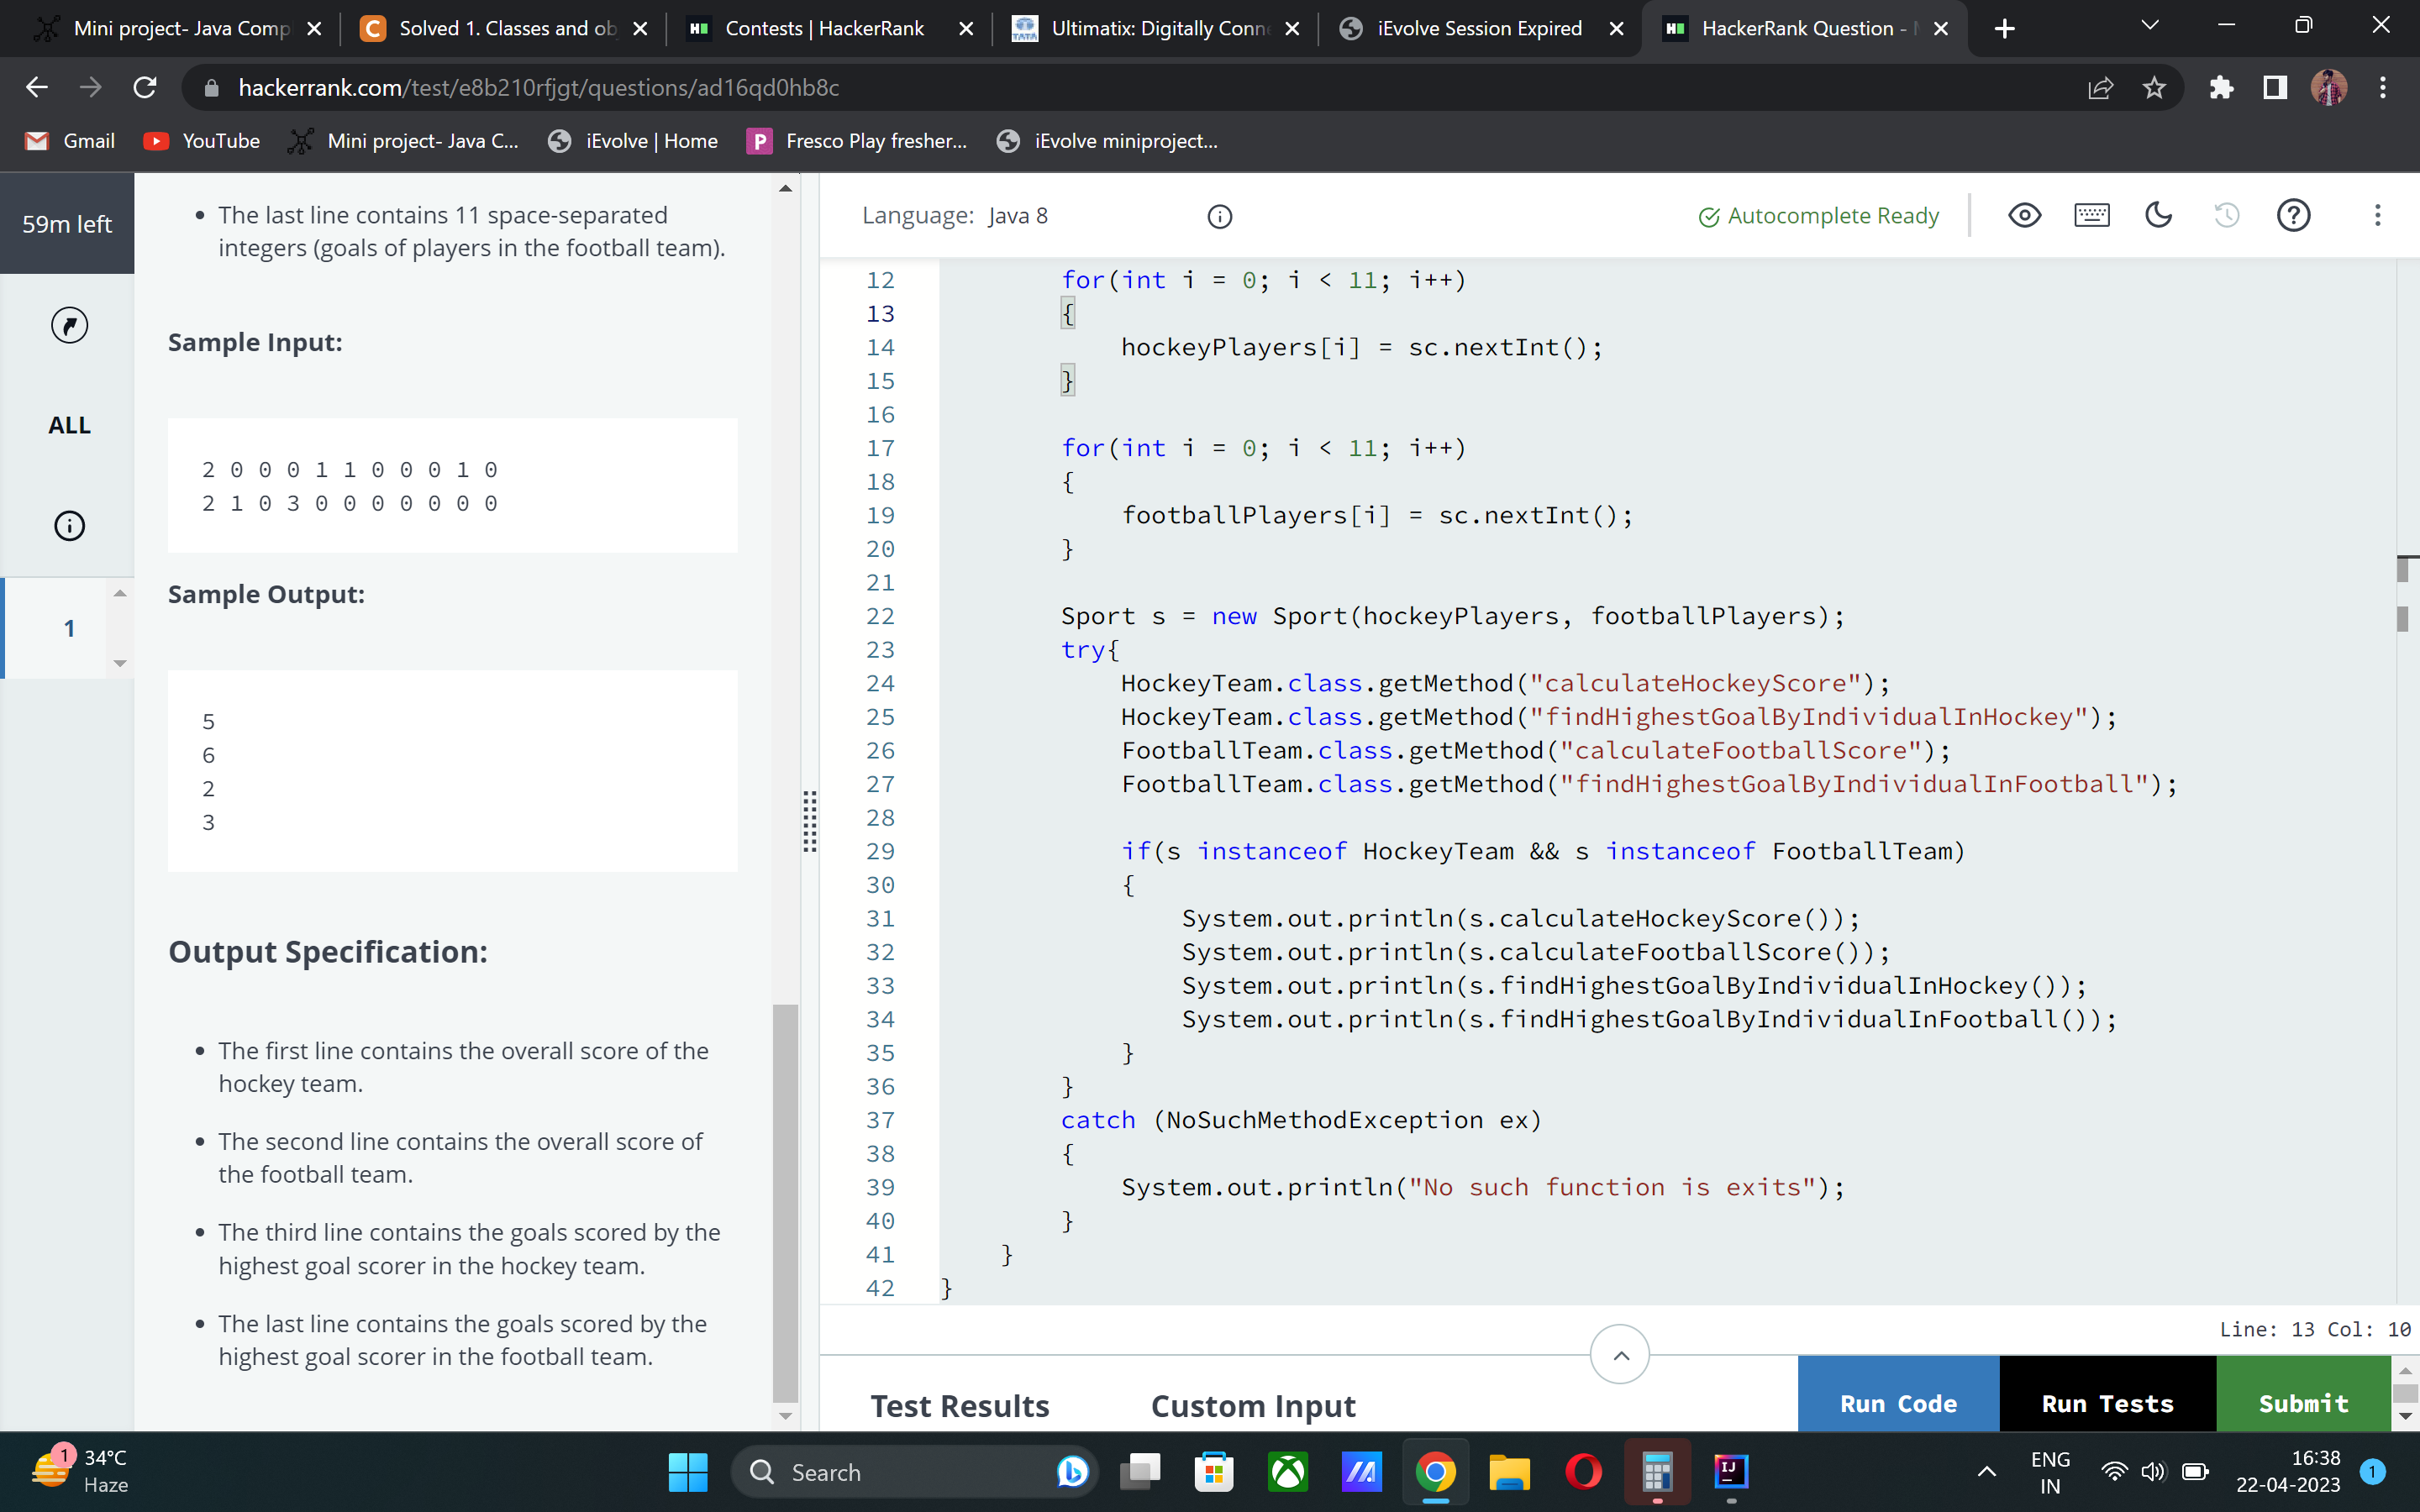 Mini project- Java Comp
Solved 1. Classes and ob
Contests | HackerRank
Ultimatix: Digitally Conne
iEvolve Session Expired
HackerRank Question -
hackerrank.com/test/e8b210rfjgt/questions/ad16qd0hb8c
Gmail
YouTube
Mini project- Java C...
iEvolve | Home
Fresco Play fresher...
iEvolve miniproject...
59m left
ALL
1
• The last line contains 11 space-separated
integers (goals of players in the football team).
Sample Input:
2 0 0 0 1 1 0 0 0 1 0
2 1 0 3 0 0 0 0 0 0 0
Sample Output:
5
6
2
3
Output Specification:
• The first line contains the overall score of the
hockey team.
• The second line contains the overall score of
the football team.
• The third line contains the goals scored by the
highest goal scorer in the hockey team.
• The last line contains the goals scored by the
highest goal scorer in the football team.
Language: Java 8
Autocomplete Ready
12 for(int i = 0; i < 11; i++)
13 {
14 hockeyPlayers[i] = sc.nextInt();
15 }
16
17 for(int i = 0; i < 11; i++)
18 {
19 footballPlayers[i] = sc.nextInt();
20 }
21
22 Sport s = new Sport(hockeyPlayers, footballPlayers);
23 try{
24 HockeyTeam.class.getMethod("calculateHockeyScore");
25 HockeyTeam.class.getMethod("findHighestGoalByIndividualInHockey");
26 FootballTeam.class.getMethod("calculateFootballScore");
27 FootballTeam.class.getMethod("findHighestGoalByIndividualInFootball");
28
29 if(s instanceof HockeyTeam && s instanceof FootballTeam)
30 {
31 System.out.println(s.calculateHockeyScore());
32 System.out.println(s.calculateFootballScore());
33 System.out.println(s.findHighestGoalByIndividualInHockey());
34 System.out.println(s.findHighestGoalByIndividualInFootball());
35 }
36 }
37 catch (NoSuchMethodException ex)
38 {
39 System.out.println("No such function is exits");
40 }
41 }
42 }
Line: 13 Col: 10
Test Results
Custom Input
Run Code
Run Tests
Submit
1
34°C
Haze
Search
ENG
IN
16:38
22-04-2023
1